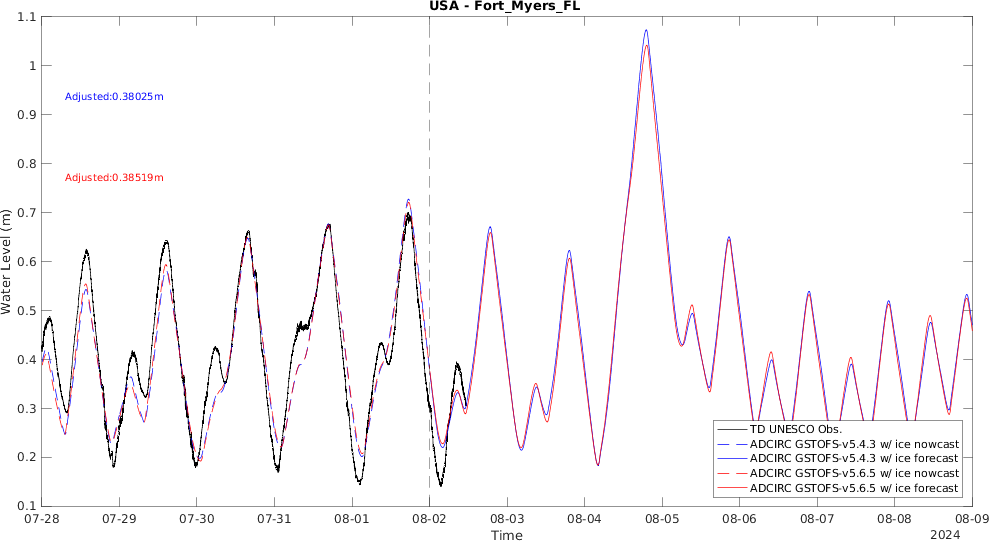 USA - Fort_Myers_FL
1.1
1
0.9
0.8
0.7
0.6
0.5
0.4
0.3
0.2
0.1
Water Level (m)
Adjusted:0.38025m
Adjusted:0.38519m
TD UNESCO Obs.
ADCIRC GSTOFS-v5.4.3 w/ ice nowcast
ADCIRC GSTOFS-v5.4.3 w/ ice forecast
ADCIRC GSTOFS-v5.6.5 w/ ice nowcast
ADCIRC GSTOFS-v5.6.5 w/ ice forecast
07-28 07-29 07-30 07-31 08-01 08-02 08-03 08-04 08-05 08-06 08-07 08-08 08-09
Time
2024